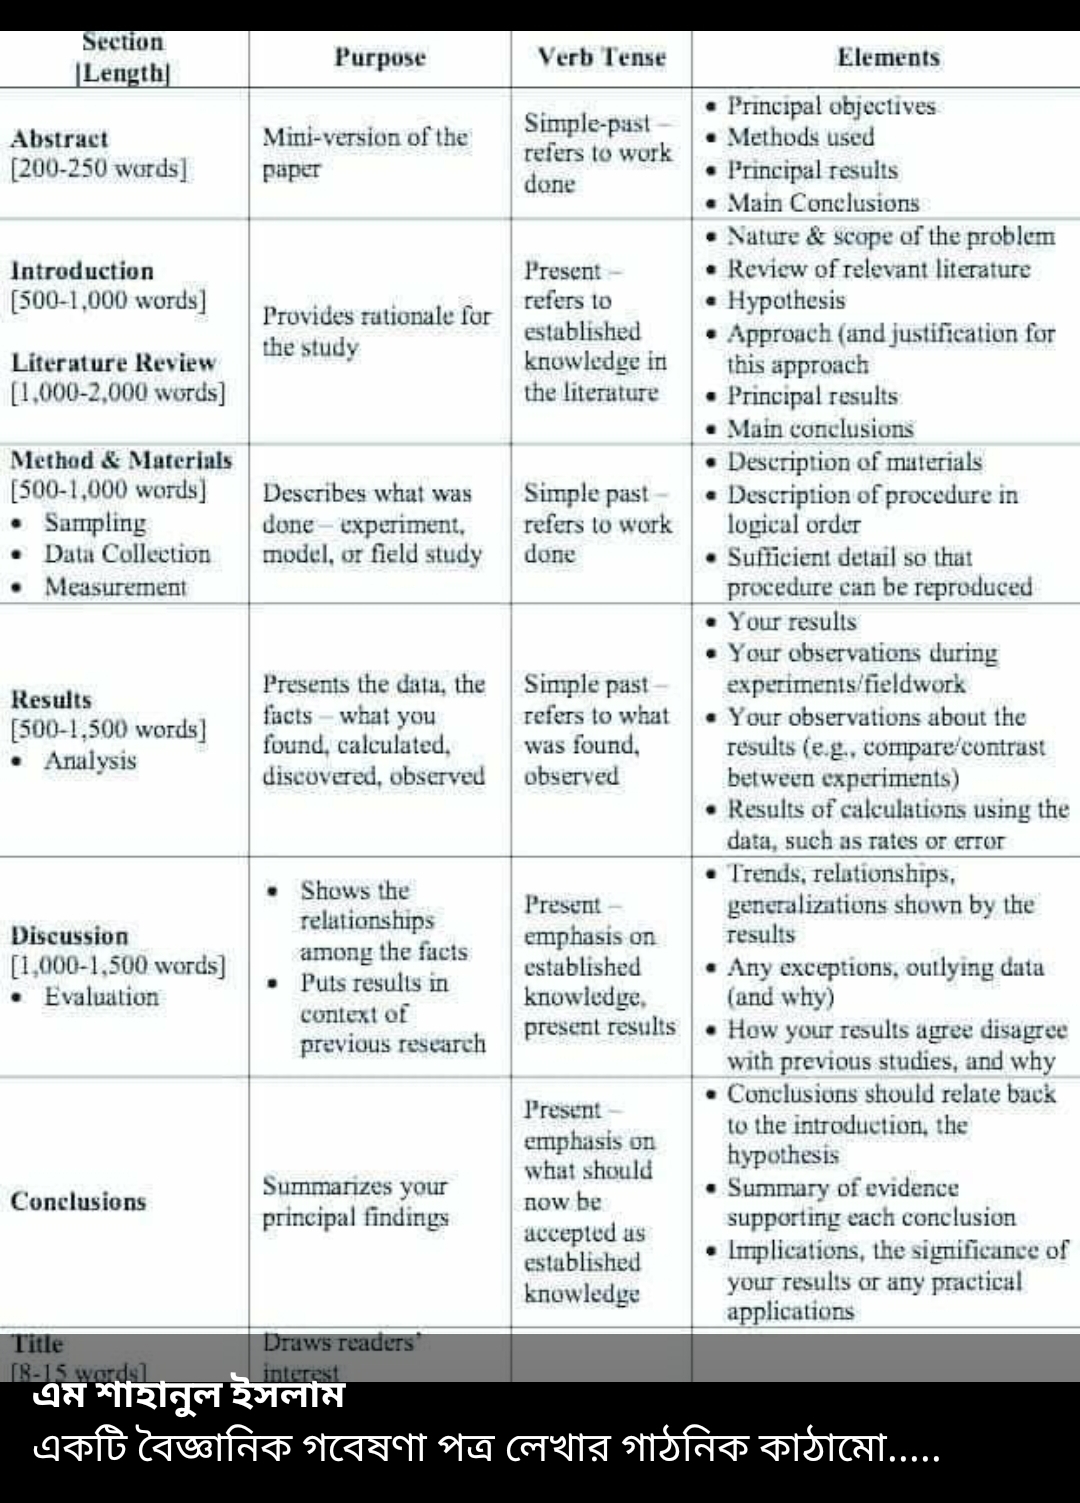 Section
[Length]
Purpose
Verb Tense
Elements
Abstract
[200-250 words]
Mini-version of the
paper
Simple-past –
refers to work
done
• Principal objectives
• Methods used
• Principal results
• Main Conclusions
Introduction
[500-1,000 words]
Literature Review
[1,000-2,000 words]
Provides rationale for
the study
Present –
refers to
established
knowledge in
the literature
• Nature & scope of the problem
• Review of relevant literature
• Hypothesis
• Approach (and justification for
this approach
• Principal results
• Main conclusions
Method & Materials
[500-1,000 words]
• Sampling
• Data Collection
• Measurement
Describes what was
done – experiment,
model, or field study
Simple past –
refers to work
done
• Description of materials
• Description of procedure in
logical order
• Sufficient detail so that
procedure can be reproduced
Results
[500-1,500 words]
• Analysis
Presents the data, the
facts – what you
found, calculated,
discovered, observed
Simple past –
refers to what
was found,
observed
• Your results
• Your observations during
experiments/fieldwork
• Your observations about the
results (e.g., compare/contrast
between experiments)
• Results of calculations using the
data, such as rates or error
Discussion
[1,000-1,500 words]
• Evaluation
• Shows the
relationships
among the facts
• Puts results in
context of
previous research
Present –
emphasis on
established
knowledge,
present results
• Trends, relationships,
generalizations shown by the
results
• Any exceptions, outlying data
(and why)
• How your results agree disagree
with previous studies, and why
Conclusions
Summarizes your
principal findings
Present –
emphasis on
what should
now be
accepted as
established
knowledge
• Conclusions should relate back
to the introduction, the
hypothesis
• Summary of evidence
supporting each conclusion
• Implications, the significance of
your results or any practical
applications
Title
[8-15 words]
Draws readers'
interest
এম শাহানুল ইসলাম
একটি বৈজ্ঞানিক গবেষণা পত্র লেখার গাঠনিক কাঠামো.....